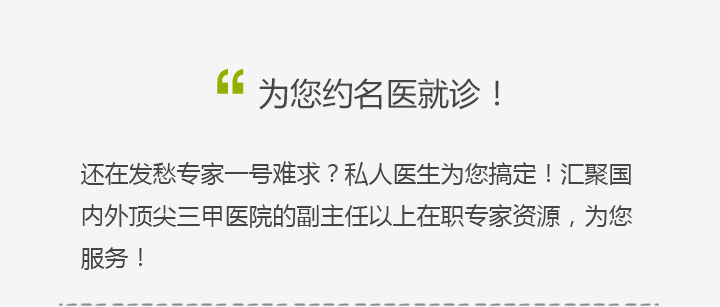 “ 为您约名医就诊！
还在发愁专家一号难求？私人医生为您搞定！汇聚国
内外顶尖三甲医院的副主任以上在职专家资源，为您
服务！